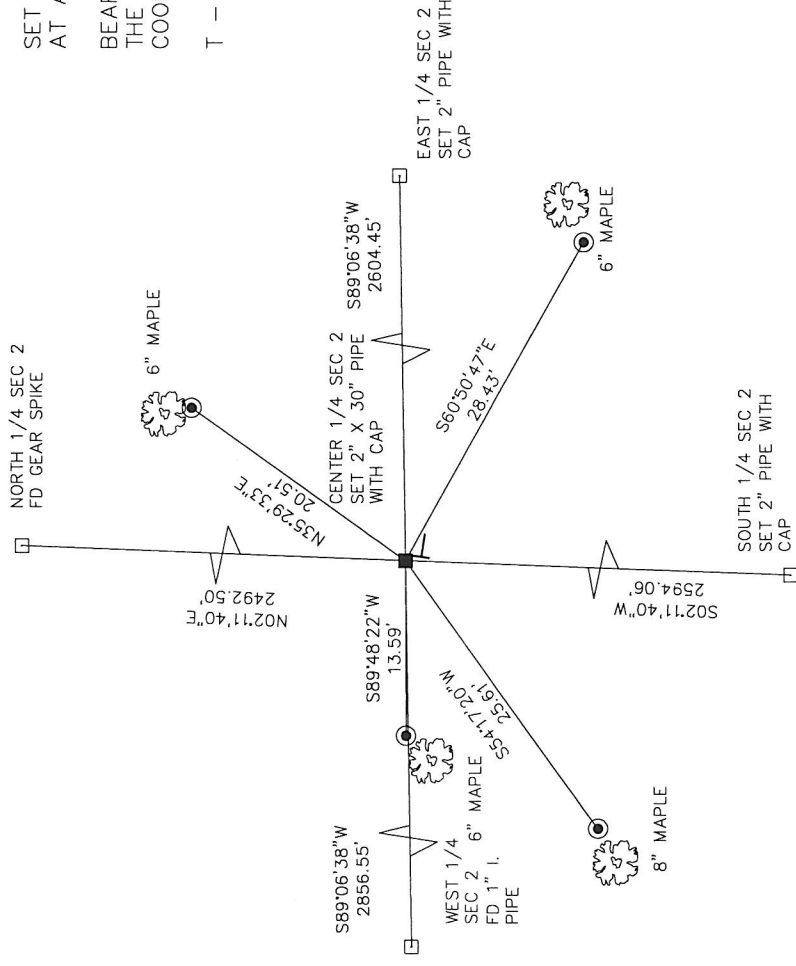 SET
AT A
BEAR
THE
COO
T -
NORTH 1/4 SEC 2
FD GEAR SPIKE
6" MAPLE
N35°29'33"E
20.51'
N02°11'40"E
2492.50'
CENTER 1/4 SEC 2
SET 2" X 30" PIPE
WITH CAP
S89°06'38"W
2604.45'
EAST 1/4 SEC 2
SET 2" PIPE WITH
CAP
S89°48'22"W
13.59'
S89°06'38"W
2856.55'
WEST 1/4
SEC 2
FD 1" I.
PIPE
6" MAPLE
S60°50'47"E
28.43'
6" MAPLE
S54°17'20"W
25.61'
8" MAPLE
S02°11'40"W
2594.06'
SOUTH 1/4 SEC 2
SET 2" PIPE WITH
CAP